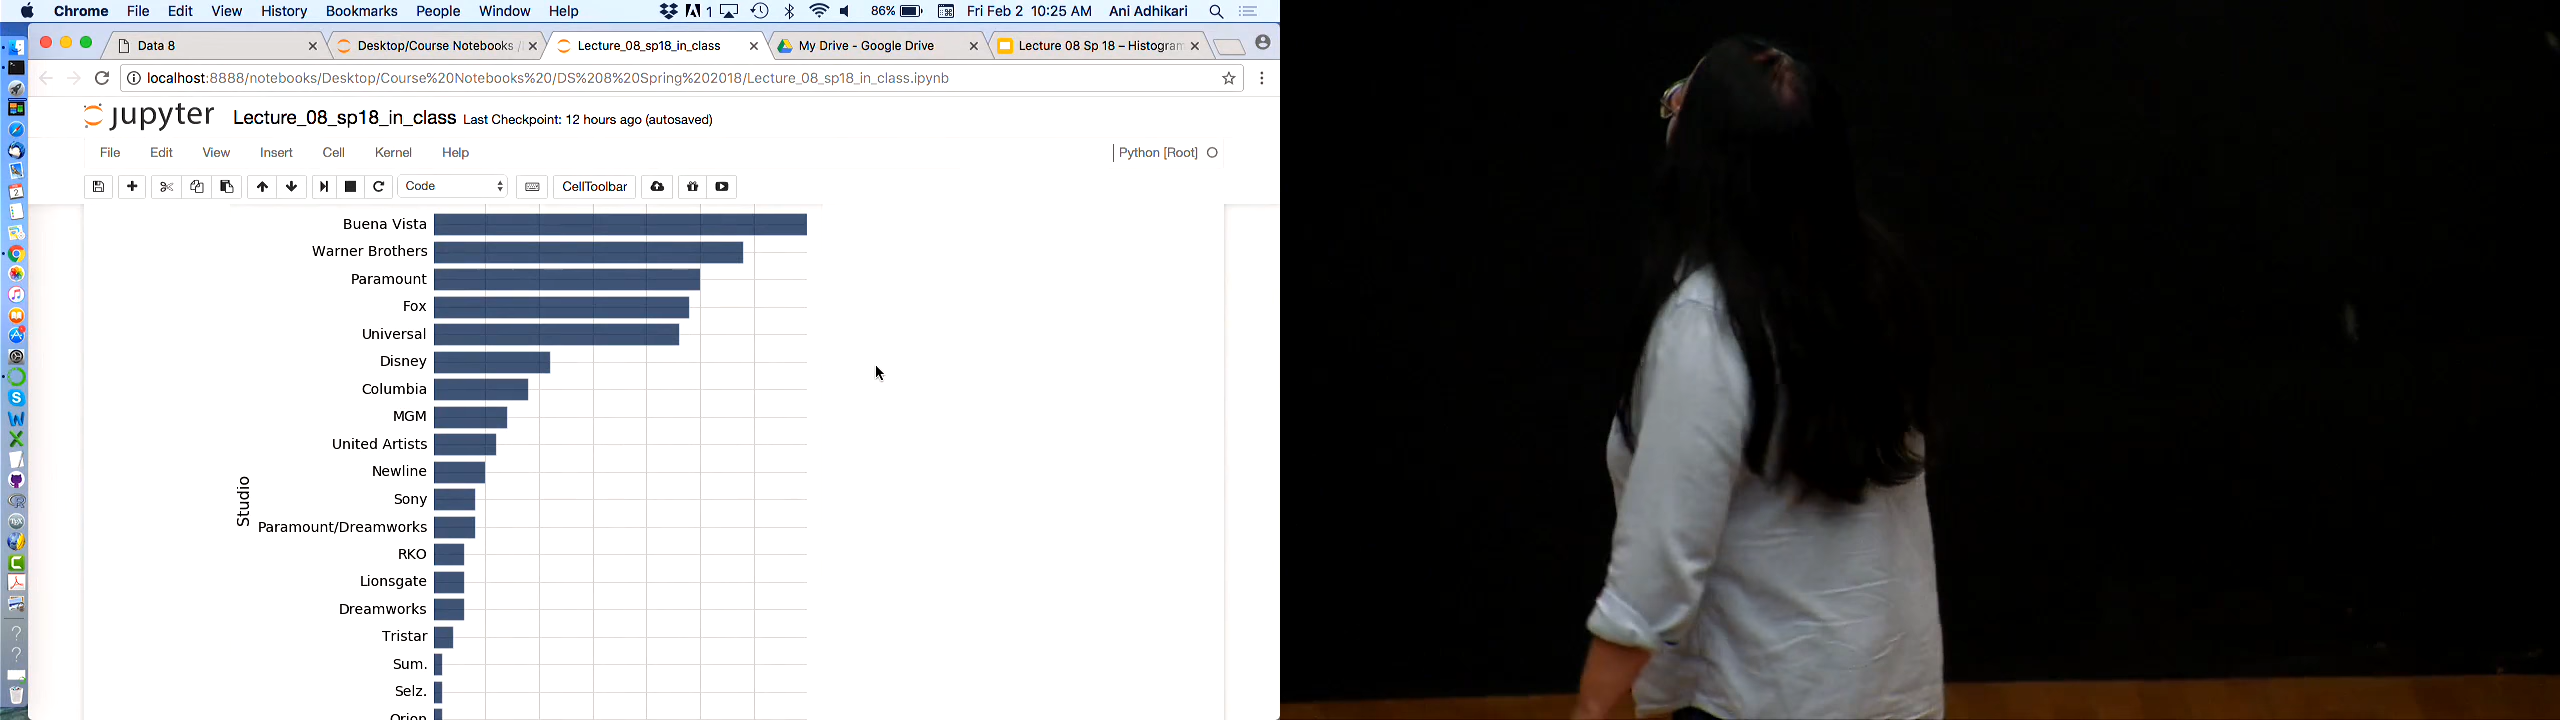 Chrome File Edit View History Bookmarks People Window Help 1 86% Fri Feb 2 10:25 AM Ani Adhikari
Data 8 Desktop/Course Notebooks / Lecture_08_sp18_in_class My Drive - Google Drive Lecture 08 Sp 18 – Histogram
localhost:8888/notebooks/Desktop/Course%20Notebooks%20/DS%208%20Spring%202018/Lecture_08_sp18_in_class.ipynb
jupyter Lecture_08_sp18_in_class Last Checkpoint: 12 hours ago (autosaved)
File Edit View Insert Cell Kernel Help Python [Root]
Code CellToolbar
Buena Vista
Warner Brothers
Paramount
Fox
Universal
Disney
Columbia
MGM
United Artists
Newline
Studio
Sony
Paramount/Dreamworks
RKO
Lionsgate
Dreamworks
Tristar
Sum.
Selz.
Orion